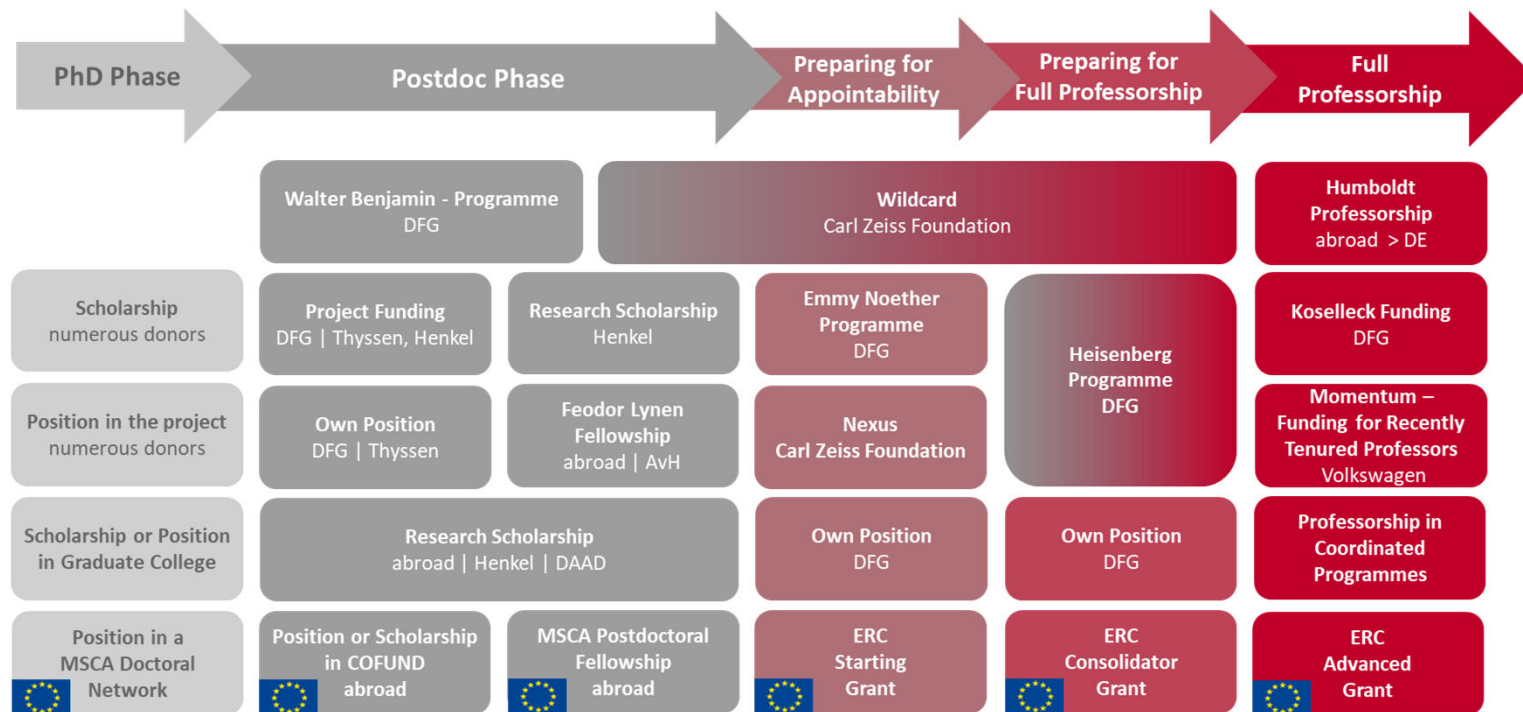 PhD Phase
Postdoc Phase
Preparing for
Appointability
Preparing for
Full Professorship
Full
Professorship
Walter Benjamin - Programme
DFG
Wildcard
Carl Zeiss Foundation
Humboldt
Professorship
abroad > DE
Scholarship
numerous donors
Project Funding
DFG | Thyssen, Henkel
Research Scholarship
Henkel
Emmy Noether
Programme
DFG
Heisenberg
Programme
DFG
Koselleck Funding
DFG
Position in the project
numerous donors
Own Position
DFG | Thyssen
Feodor Lynen
Fellowship
abroad | AvH
Nexus
Carl Zeiss Foundation
Momentum –
Funding for Recently
Tenured Professors
Volkswagen
Scholarship or Position
in Graduate College
Research Scholarship
abroad | Henkel | DAAD
Own Position
DFG
Own Position
DFG
Professorship in
Coordinated
Programmes
Position in a
MSCA Doctoral
Network
Position or Scholarship
in COFUND
abroad
MSCA Postdoctoral
Fellowship
abroad
ERC
Starting
Grant
ERC
Consolidator
Grant
ERC
Advanced
Grant